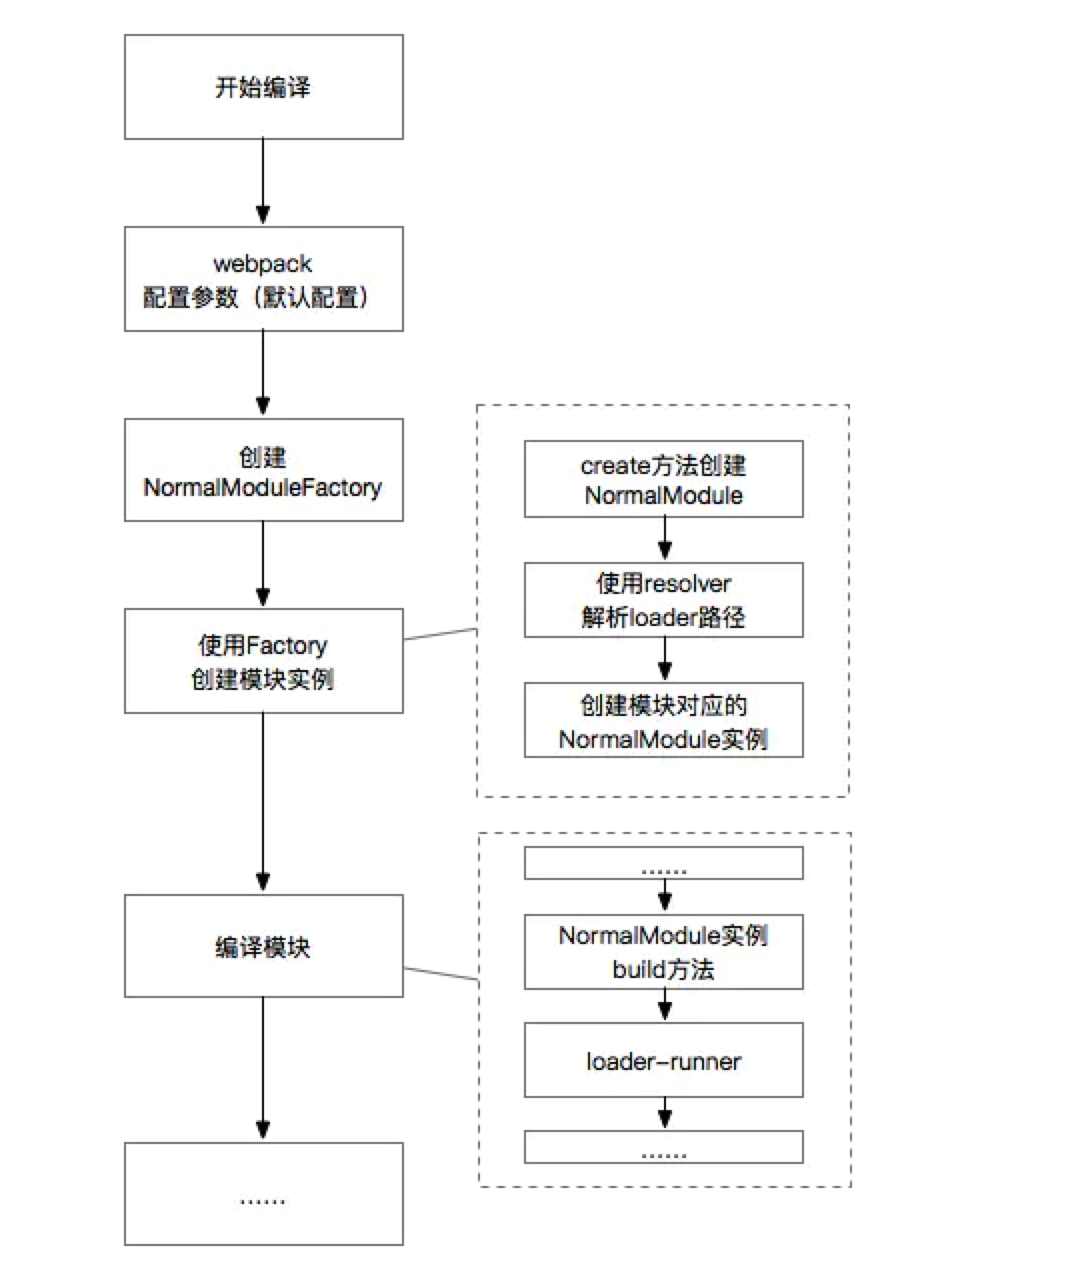 开始编译
webpack
配置参数（默认配置）
创建
NormalModuleFactory
使用Factory
创建模块实例
create方法创建
NormalModule
使用resolver
解析loader路径
创建模块对应的
NormalModule实例
编译模块
......
NormalModule实例
build方法
loader-runner
......
......